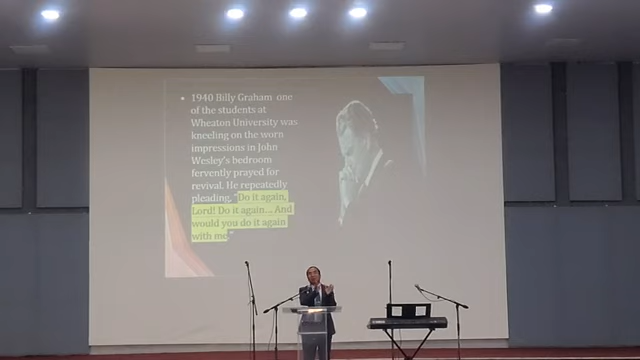 • 1940 Billy Graham one
of the students at
Wheaton University was
kneeling on the worn
impressions in John
Wesley's bedroom
fervently prayed for
revival. He repeatedly
pleading, "Do it again,
Lord! Do it again... And
would you do it again
with me"